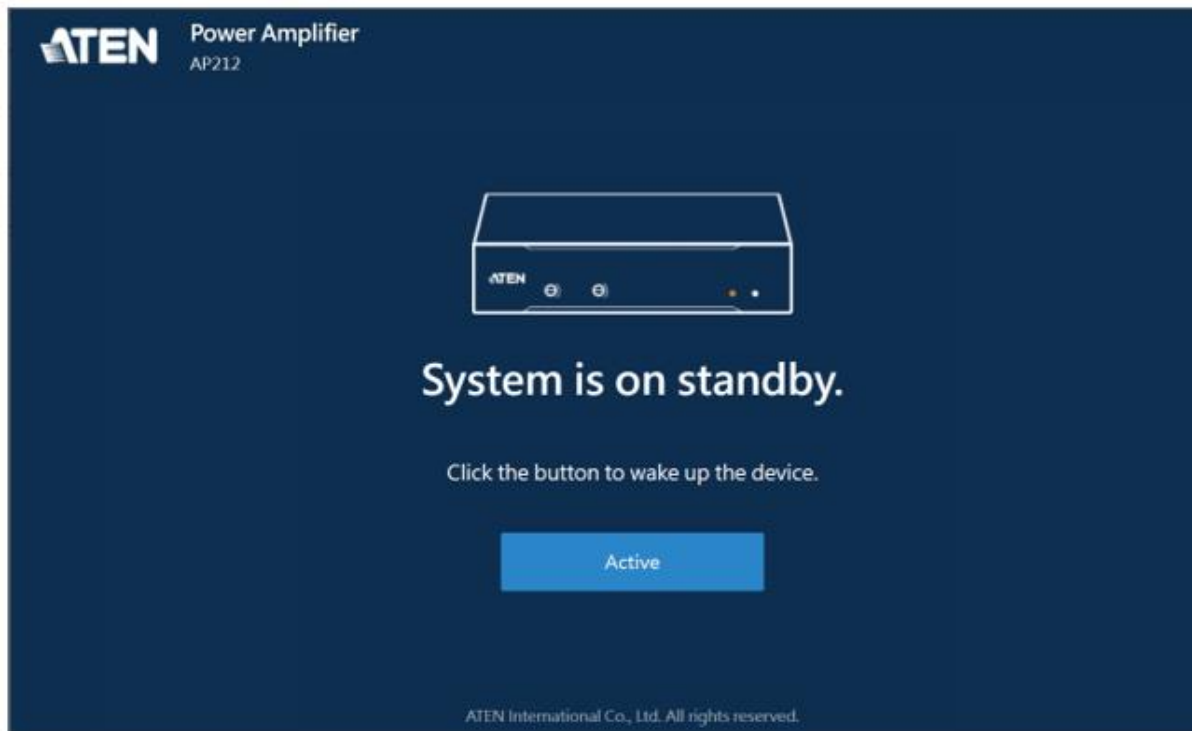 ATEN
Power Amplifier
AP212
ATEN
System is on standby.
Click the button to wake up the device.
Active
ATEN International Co., Ltd. All rights reserved.